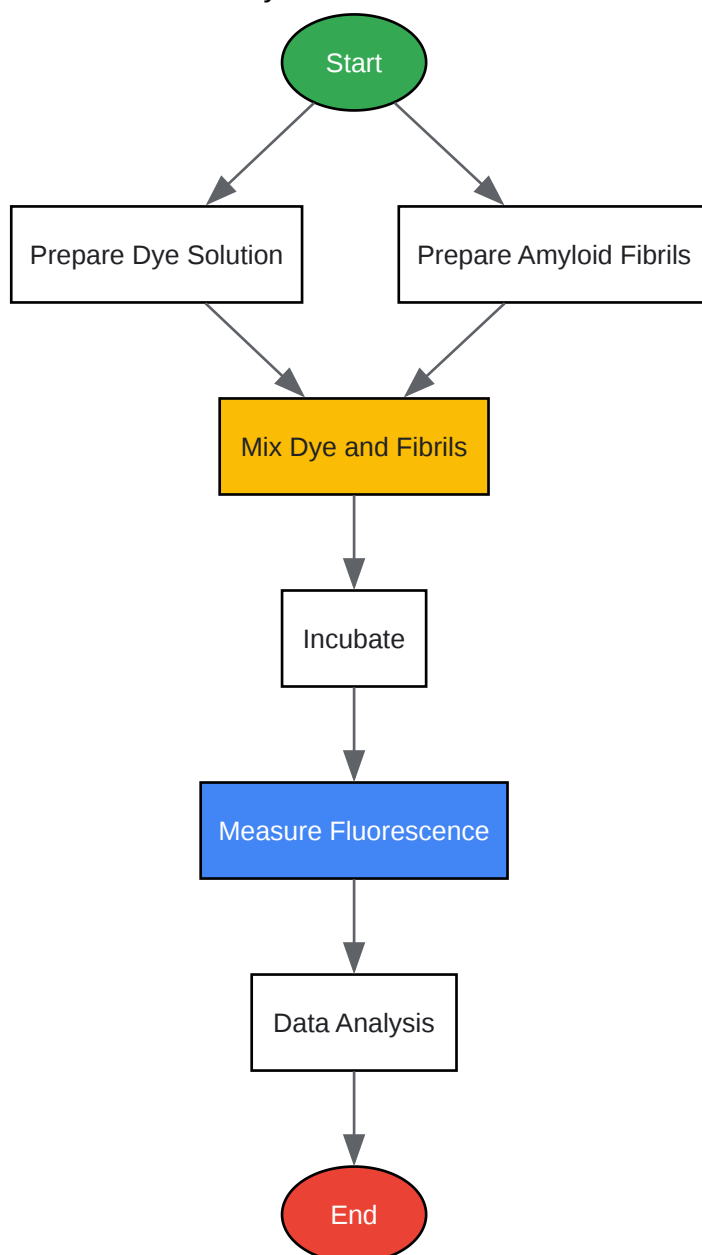 Start
Prepare Dye Solution
Prepare Amyloid Fibrils
Mix Dye and Fibrils
Incubate
Measure Fluorescence
Data Analysis
End